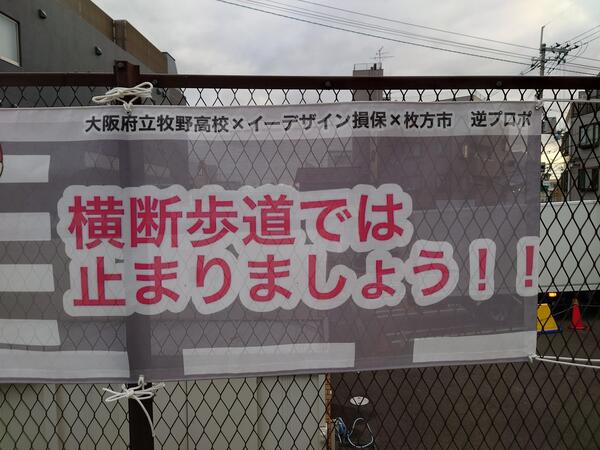 大阪府立牧野高校×イーデザイン損保×枚方市 逆プロポ
横断歩道では
止まりましょう！！